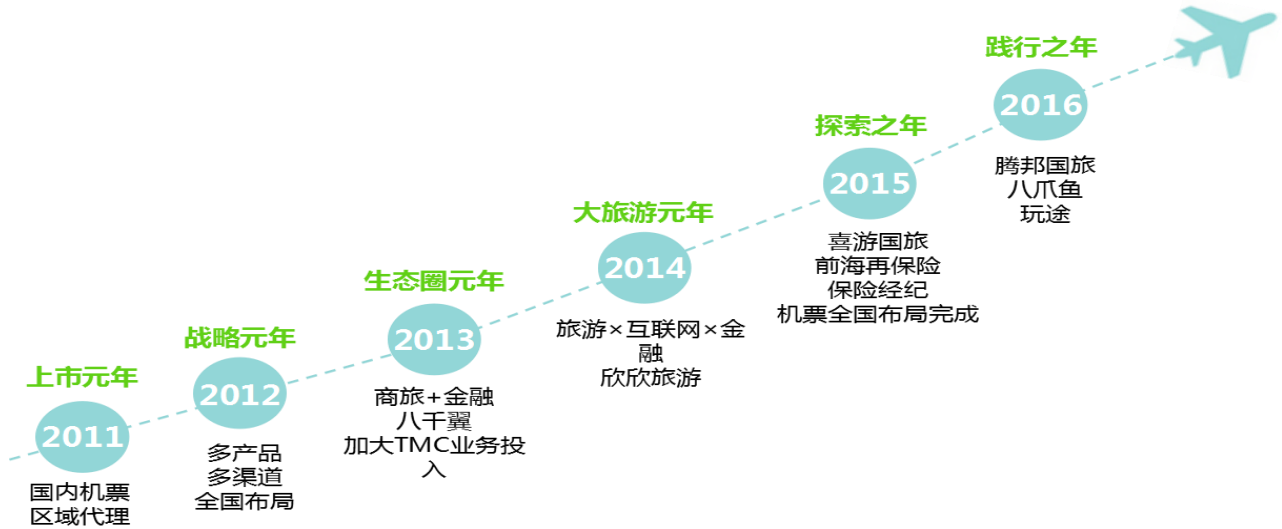 上市元年
2011
国内机票
区域代理
战略元年
2012
多产品
多渠道
全国布局
生态圈元年
2013
商旅+金融
八千翼
加大TMC业务投
入
大旅游元年
2014
旅游×互联网×金
融
欣欣旅游
探索之年
2015
喜游国旅
前海再保险
保险经纪
机票全国布局完成
践行之年
2016
腾邦国旅
八爪鱼
玩途